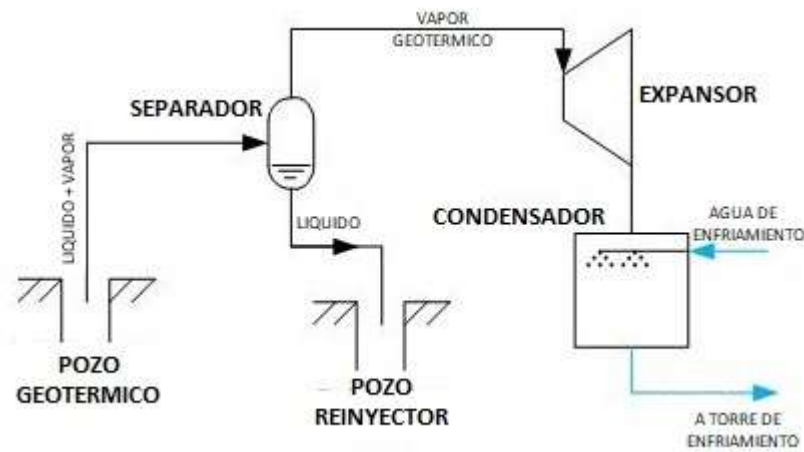 VAPOR
GEOTERMICO
SEPARADOR
EXPANSOR
LIQUIDO + VAPOR
LIQUIDO
CONDENSADOR
AGUA DE
ENFRIAMIENTO
POZO
GEOTERMICO
POZO
REINYECTOR
A TORRE DE
ENFRIAMIENTO